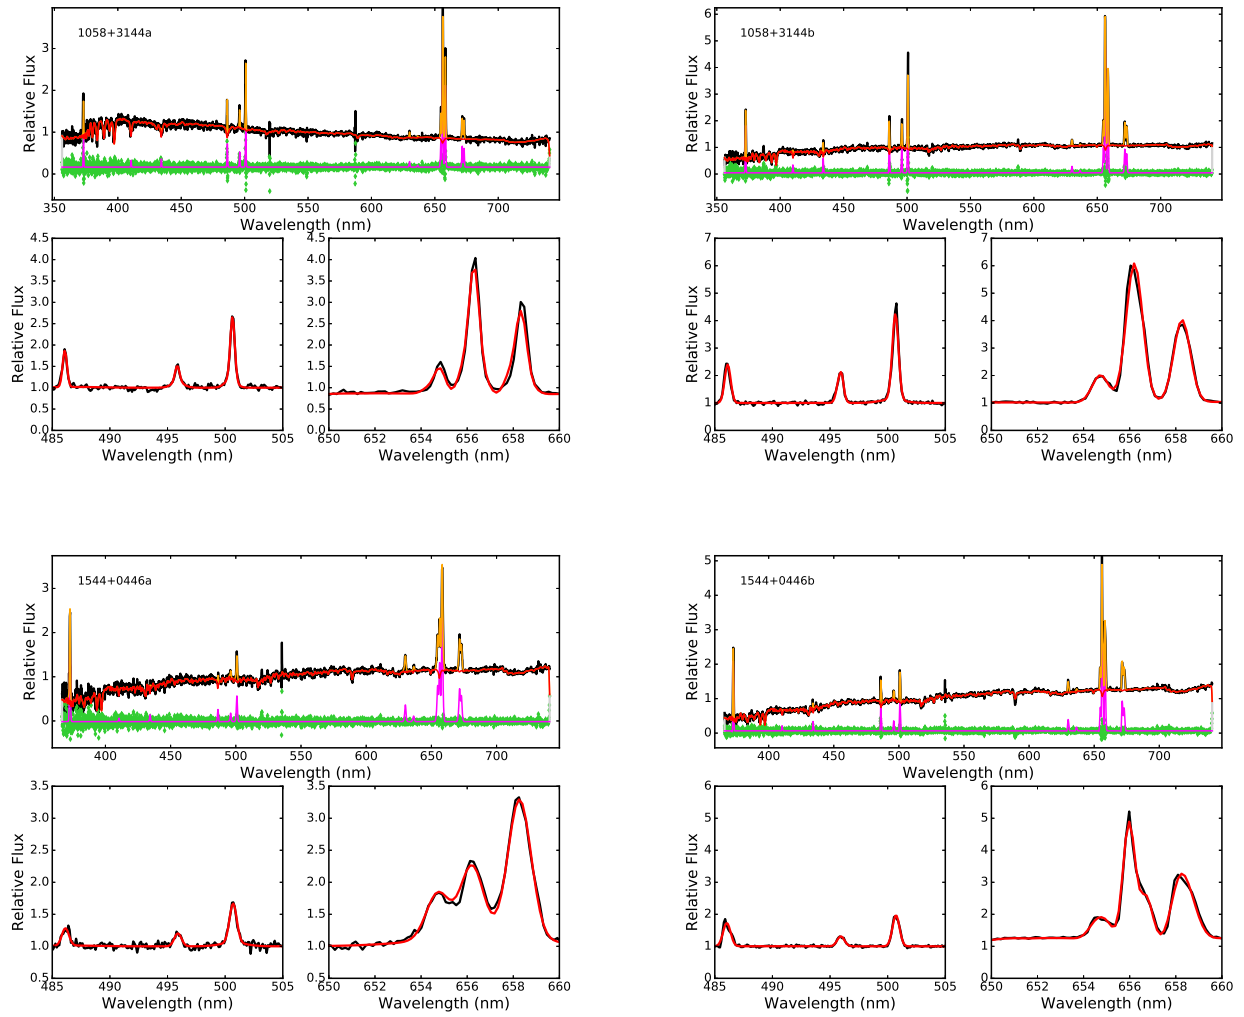 1058+3144a
Relative Flux
3
2
1
0
350 400 450 500 550 600 650 700
Wavelength (nm)
1058+3144b
Relative Flux
6
5
4
3
2
1
0
350 400 450 500 550 600 650 700
Wavelength (nm)
Relative Flux
4.5
4.0
3.5
3.0
2.5
2.0
1.5
1.0
0.5
0.0
485 490 495 500 505
Wavelength (nm)
4.5
4.0
3.5
3.0
2.5
2.0
1.5
1.0
0.5
0.0
650 652 654 656 658 660
Wavelength (nm)
Relative Flux
7
6
5
4
3
2
1
0
485 490 495 500 505
Wavelength (nm)
7
6
5
4
3
2
1
0
650 652 654 656 658 660
Wavelength (nm)
1544+0446a
Relative Flux
3
2
1
0
400 450 500 550 600 650 700
Wavelength (nm)
1544+0446b
Relative Flux
5
4
3
2
1
0
400 450 500 550 600 650 700
Wavelength (nm)
Relative Flux
3.5
3.0
2.5
2.0
1.5
1.0
0.5
485 490 495 500 505
Wavelength (nm)
3.5
3.0
2.5
2.0
1.5
1.0
0.5
650 652 654 656 658 660
Wavelength (nm)
Relative Flux
6
5
4
3
2
1
0
485 490 495 500 505
Wavelength (nm)
6
5
4
3
2
1
0
650 652 654 656 658 660
Wavelength (nm)